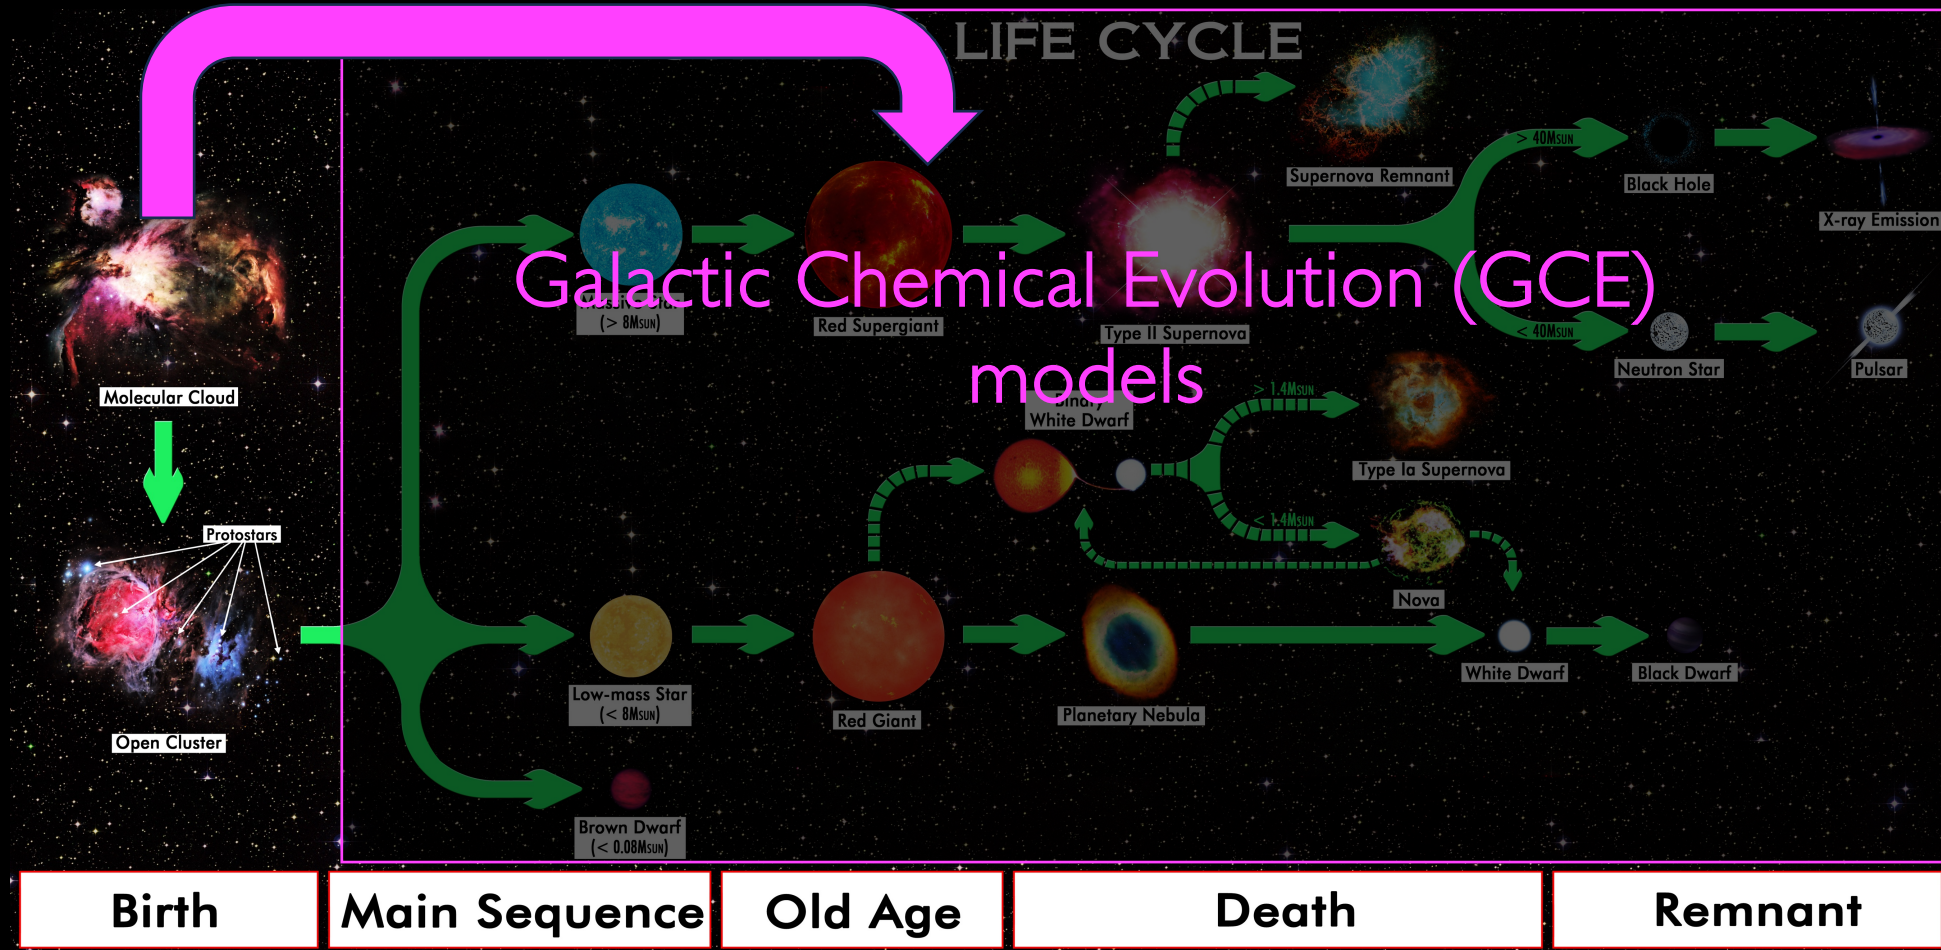 LIFE CYCLE
Supernova Remnant
> 40MSUN
Black Hole
X-ray Emission
Galactic Chemical Evolution (GCE)
models
Massive Star
(> 8MSUN)
Red Supergiant
Type II Supernova
< 40MSUN
Neutron Star
Pulsar
Molecular Cloud
Binary
White Dwarf
> 1.4MSUN
Type Ia Supernova
< 1.4MSUN
Nova
Protostars
Open Cluster
Low-mass Star
(< 8MSUN)
Red Giant
Planetary Nebula
White Dwarf
Black Dwarf
Brown Dwarf
(< 0.08MSUN)
Birth
Main Sequence
Old Age
Death
Remnant